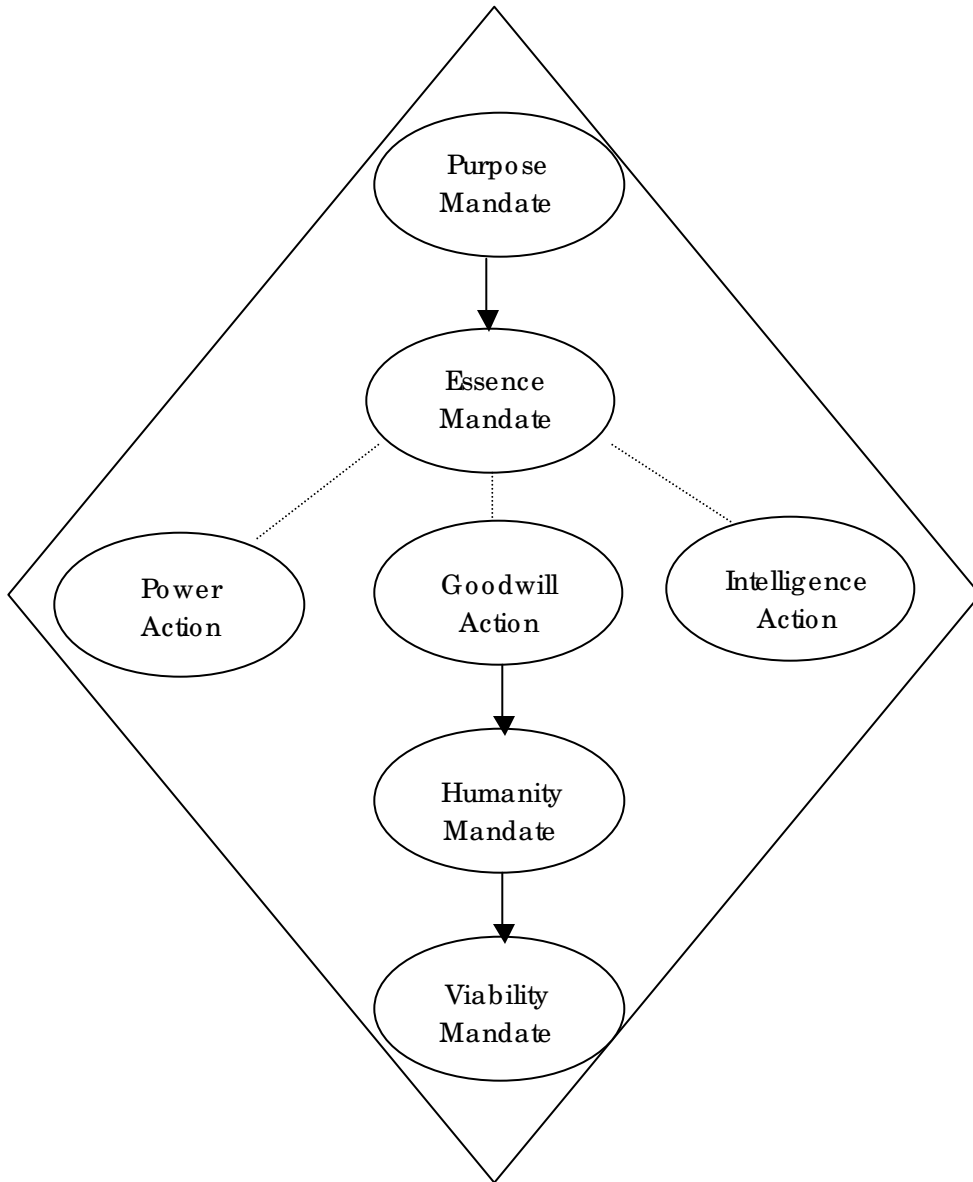 Purpose
Mandate
Essence
Mandate
Power
Action
Goodwill
Action
Intelligence
Action
Humanity
Mandate
Viability
Mandate